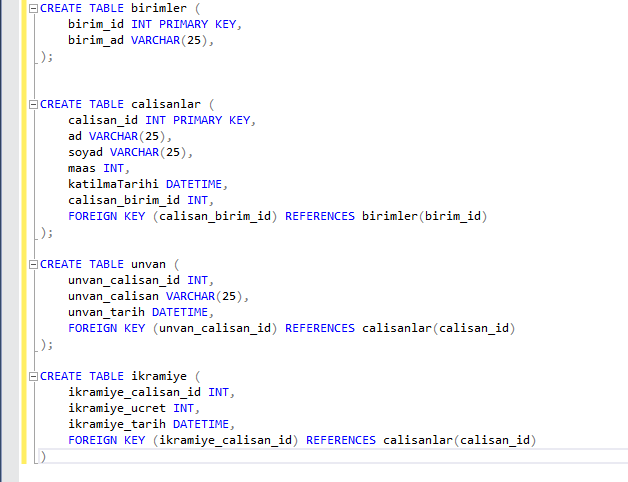 CREATE TABLE birimler (
    birim_id INT PRIMARY KEY,
    birim_ad VARCHAR(25),
);
CREATE TABLE calisanlar (
    calisan_id INT PRIMARY KEY,
    ad VARCHAR(25),
    soyad VARCHAR(25),
    maas INT,
    katilmaTarihi DATETIME,
    calisan_birim_id INT,
    FOREIGN KEY (calisan_birim_id) REFERENCES birimler(birim_id)
);
CREATE TABLE unvan (
    unvan_calisan_id INT,
    unvan_calisan VARCHAR(25),
    unvan_tarih DATETIME,
    FOREIGN KEY (unvan_calisan_id) REFERENCES calisanlar(calisan_id)
);
CREATE TABLE ikramiye (
    ikramiye_calisan_id INT,
    ikramiye_ucret INT,
    ikramiye_tarih DATETIME,
    FOREIGN KEY (ikramiye_calisan_id) REFERENCES calisanlar(calisan_id)
)